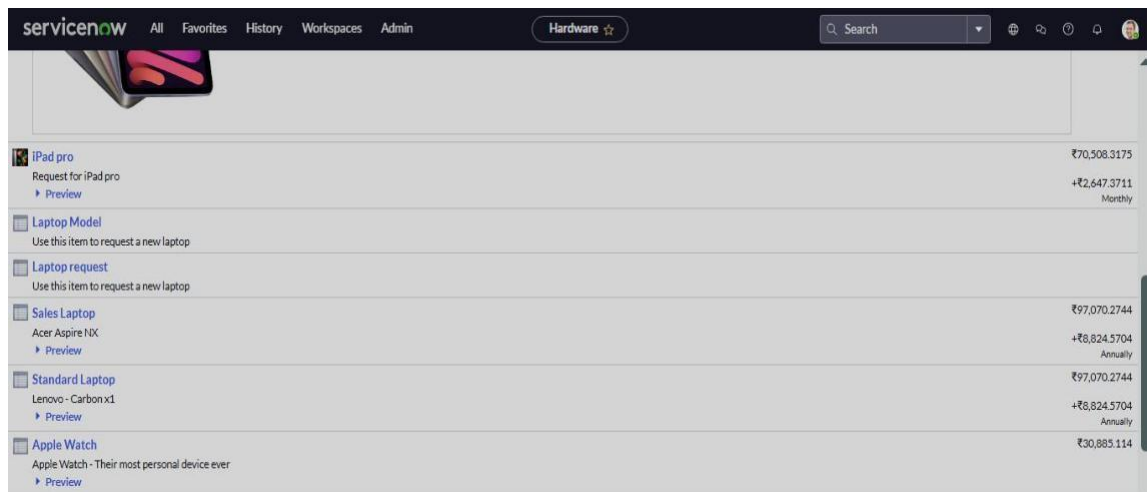 servicenow All Favorites History Workspaces Admin Hardware Search
iPad pro ₹70,508.3175
Request for iPad pro +₹2,647.3711
Preview Monthly
Laptop Model
Use this item to request a new laptop
Laptop request
Use this item to request a new laptop
Sales Laptop ₹97,070.2744
Acer Aspire NX +₹8,824.5704
Preview Annually
Standard Laptop ₹97,070.2744
Lenovo - Carbon x1 +₹8,824.5704
Preview Annually
Apple Watch ₹30,885.114
Apple Watch - Their most personal device ever
Preview